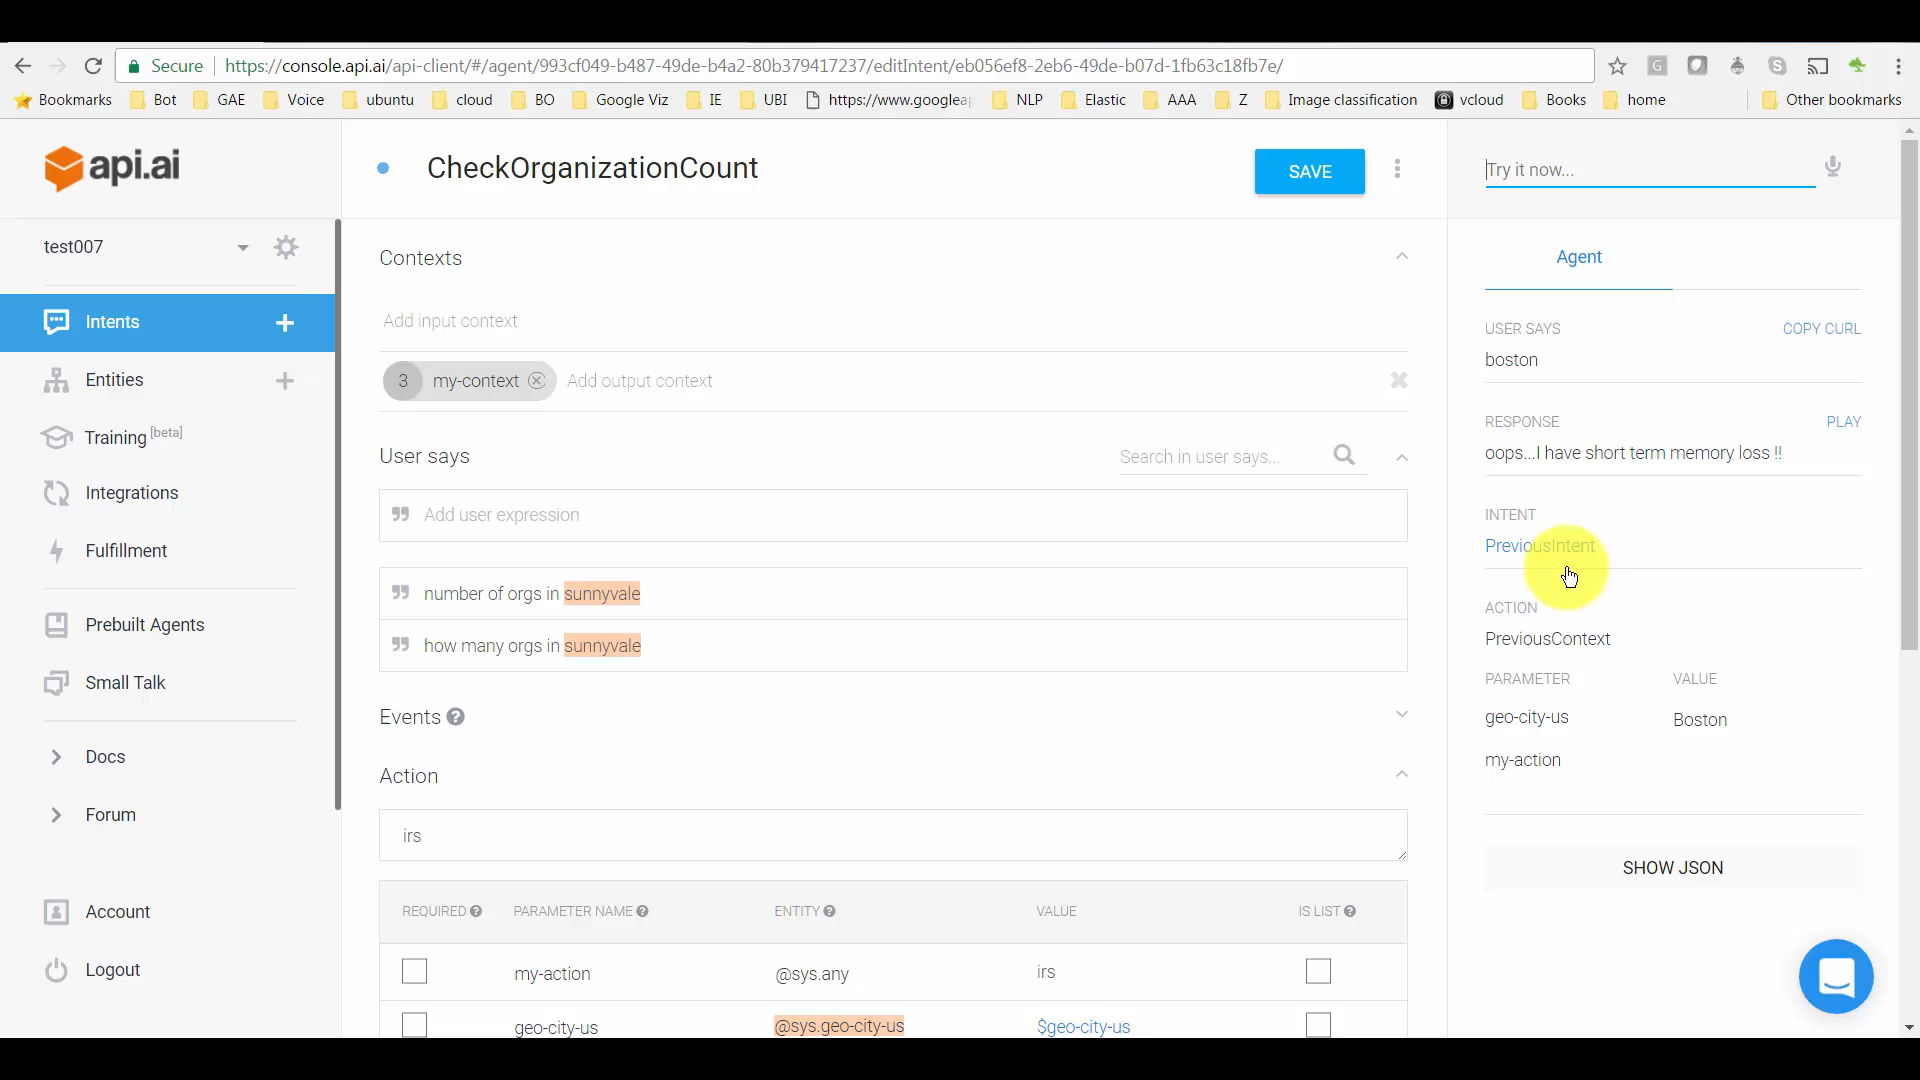 Secure https://console.api.ai/api-client/#/agent/993cf049-b487-49de-b4a2-80b379417237/editIntent/eb056ef8-2eb6-49de-b07d-1fb63c18fb7e/
Bookmarks Bot GAE Voice ubuntu cloud BO Google Viz IE UBI https://www.googleap NLP Elastic AAA Z Image classification vcloud Books home Other bookmarks
api.ai
CheckOrganizationCount
SAVE
Try it now...
test007
Intents
Entities
Training [beta]
Integrations
Fulfillment
Prebuilt Agents
Small Talk
Docs
Forum
Account
Logout
Contexts
Add input context
3 my-context Add output context
User says
Search in user says...
Add user expression
number of orgs in sunnyvale
how many orgs in sunnyvale
Events
Action
irs
REQUIRED PARAMETER NAME ENTITY VALUE IS LIST
my-action @sys.any irs
geo-city-us @sys.geo-city-us $geo-city-us
Agent
USER SAYS COPY CURL
boston
RESPONSE PLAY
oops...I have short term memory loss !!
INTENT
PreviousIntent
ACTION
PreviousContext
PARAMETER VALUE
geo-city-us Boston
my-action
SHOW JSON